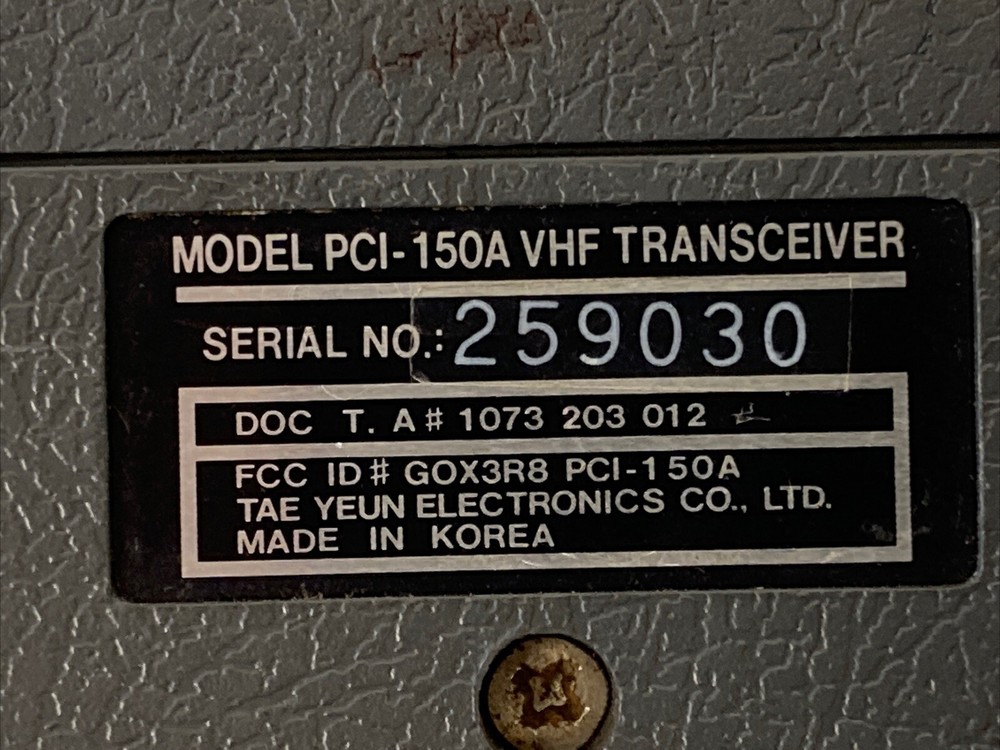 MODEL PCI-150A VHF TRANSCEIVER
SERIAL NO.: 259030
DOC T. A# 1073 203 012
FCC ID# GOX3R8 PCI-150A
TAE YEUN ELECTRONICS CO., LTD.
MADE IN KOREA